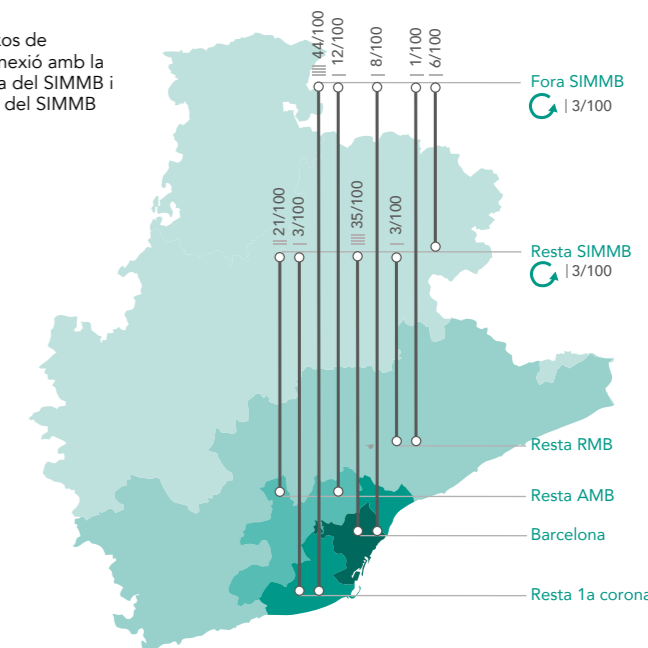 os de
nexió amb la
a del SIMMB i
del SIMMB
44/100
12/100
8/100
1/100
6/100
Fora SIMMB
3/100
21/100
3/100
35/100
3/100
Resta SIMMB
3/100
Resta RMB
Resta AMB
Barcelona
Resta 1a corona